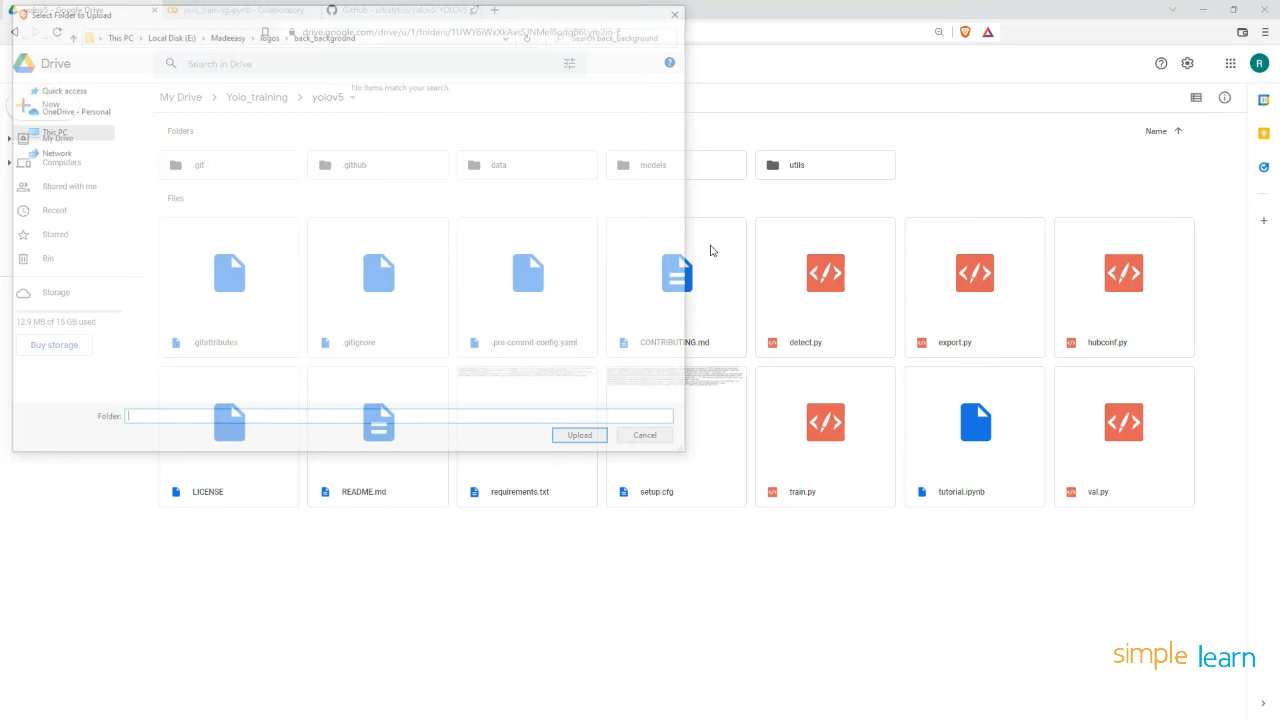 Select Folder to Upload
yolov5 - Google Drive
yolo_training.ipynb - Colaboratory
GitHub - ultralytics/yolov5: YOLOv5
This PC
Local Disk (E:)
Madeeasy
logos
back_background
Search back_background
Drive
Search in Drive
R
Quick access
No items match your search.
New
OneDrive - Personal
My Drive
Yolo_training
yolov5
This PC
My Drive
Folders
Name
Network
Computers
.git
.github
data
models
utils
Shared with me
Files
Recent
Starred
Bin
Storage
12.9 MB of 15 GB used
Buy storage
.gitattributes
.gitignore
.pre-commit-config.yaml
CONTRIBUTING.md
detect.py
export.py
hubconf.py
Folder:
Upload
Cancel
LICENSE
README.md
requirements.txt
setup.cfg
train.py
tutorial.ipynb
val.py
simple learn